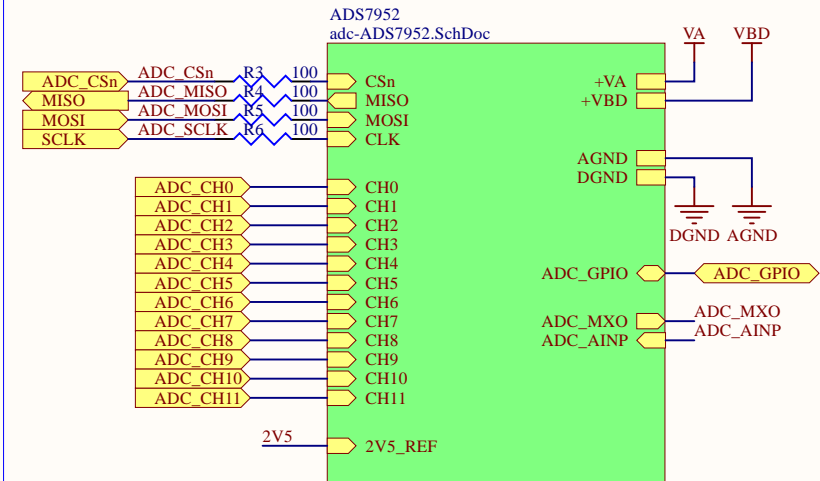 ADS7952
adc-ADS7952.SchDoc
VA VBD
ADC_CSn ADC_CSn R3 100 CSn +VA
MISO ADC_MISO R4 100 MISO +VBD
MOSI ADC_MOSI R5 100 MOSI
SCLK ADC_SCLK R6 100 CLK
AGND
DGND
ADC_CH0 CH0
ADC_CH1 CH1
ADC_CH2 CH2
DGND AGND
ADC_CH3 CH3
ADC_CH4 CH4
ADC_GPIO ADC_GPIO
ADC_CH5 CH5
ADC_CH6 CH6
ADC_MXO ADC_MXO
ADC_CH7 CH7
ADC_AINP ADC_AINP
ADC_CH8 CH8
ADC_CH9 CH9
ADC_CH10 CH10
ADC_CH11 CH11
2V5 2V5_REF